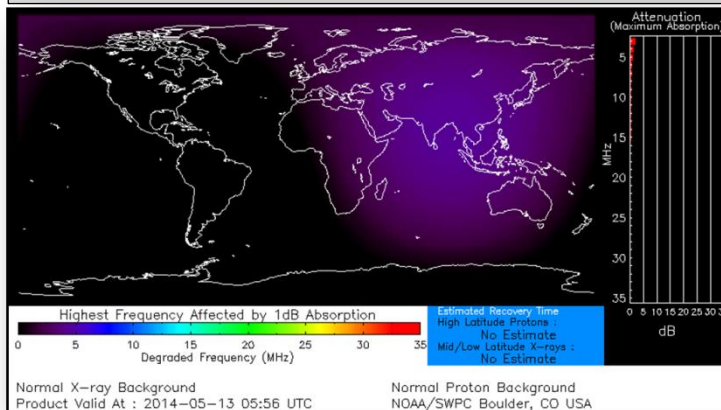 Attenuation
(Maximum Absorption)
5
10
15
20
25
30
35
MHz
0 5 10 15 20 25 30
dB
Highest Frequency Affected by 1dB Absorption
0 5 10 15 20 25 30 35
Degraded Frequency (MHz)
Estimated Recovery Time
High Latitude Protons :
No Estimate
Mid/Low Latitude X-rays :
No Estimate
Normal X-ray Background
Normal Proton Background
Product Valid At : 2014-05-13 05:56 UTC
NOAA/SWPC Boulder, CO USA